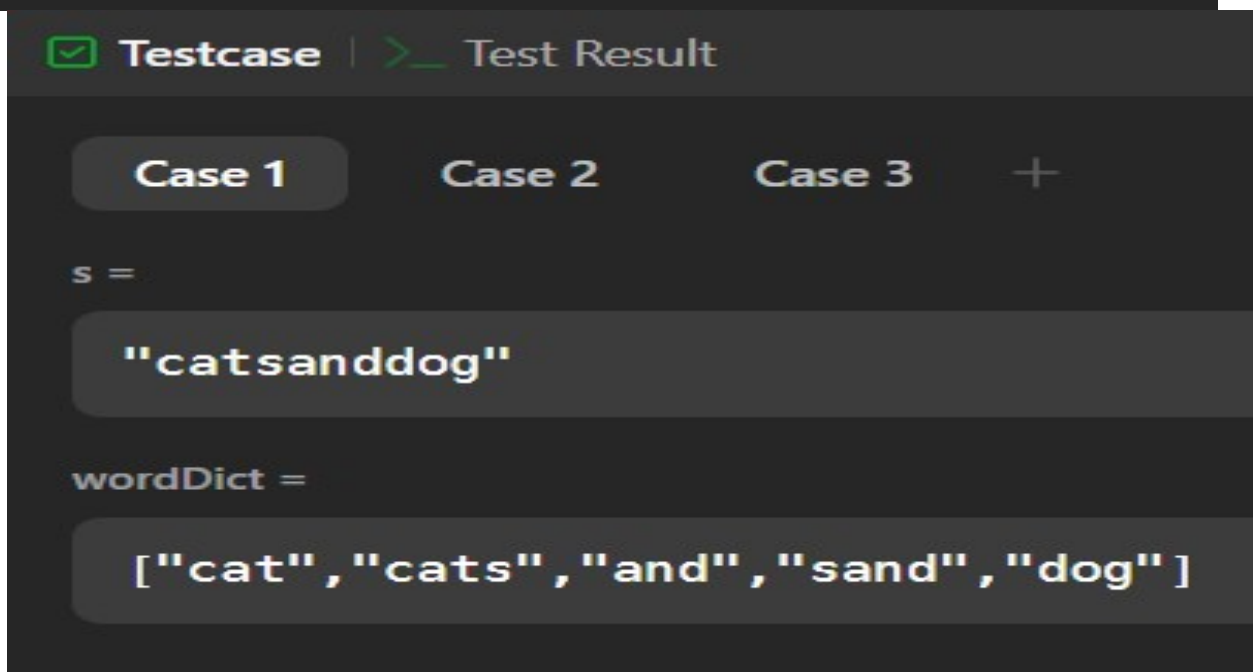 Testcase | >_ Test Result
Case 1 Case 2 Case 3 +
s =
"catsanddog"
wordDict =
["cat","cats","and","sand","dog"]